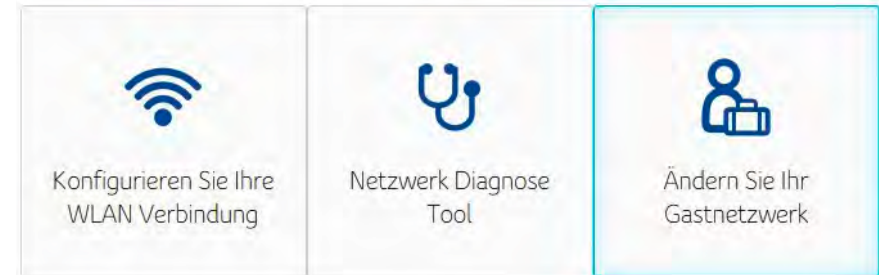 Konfigurieren Sie Ihre
WLAN Verbindung
Netzwerk Diagnose
Tool
Ändern Sie Ihr
Gastnetzwerk